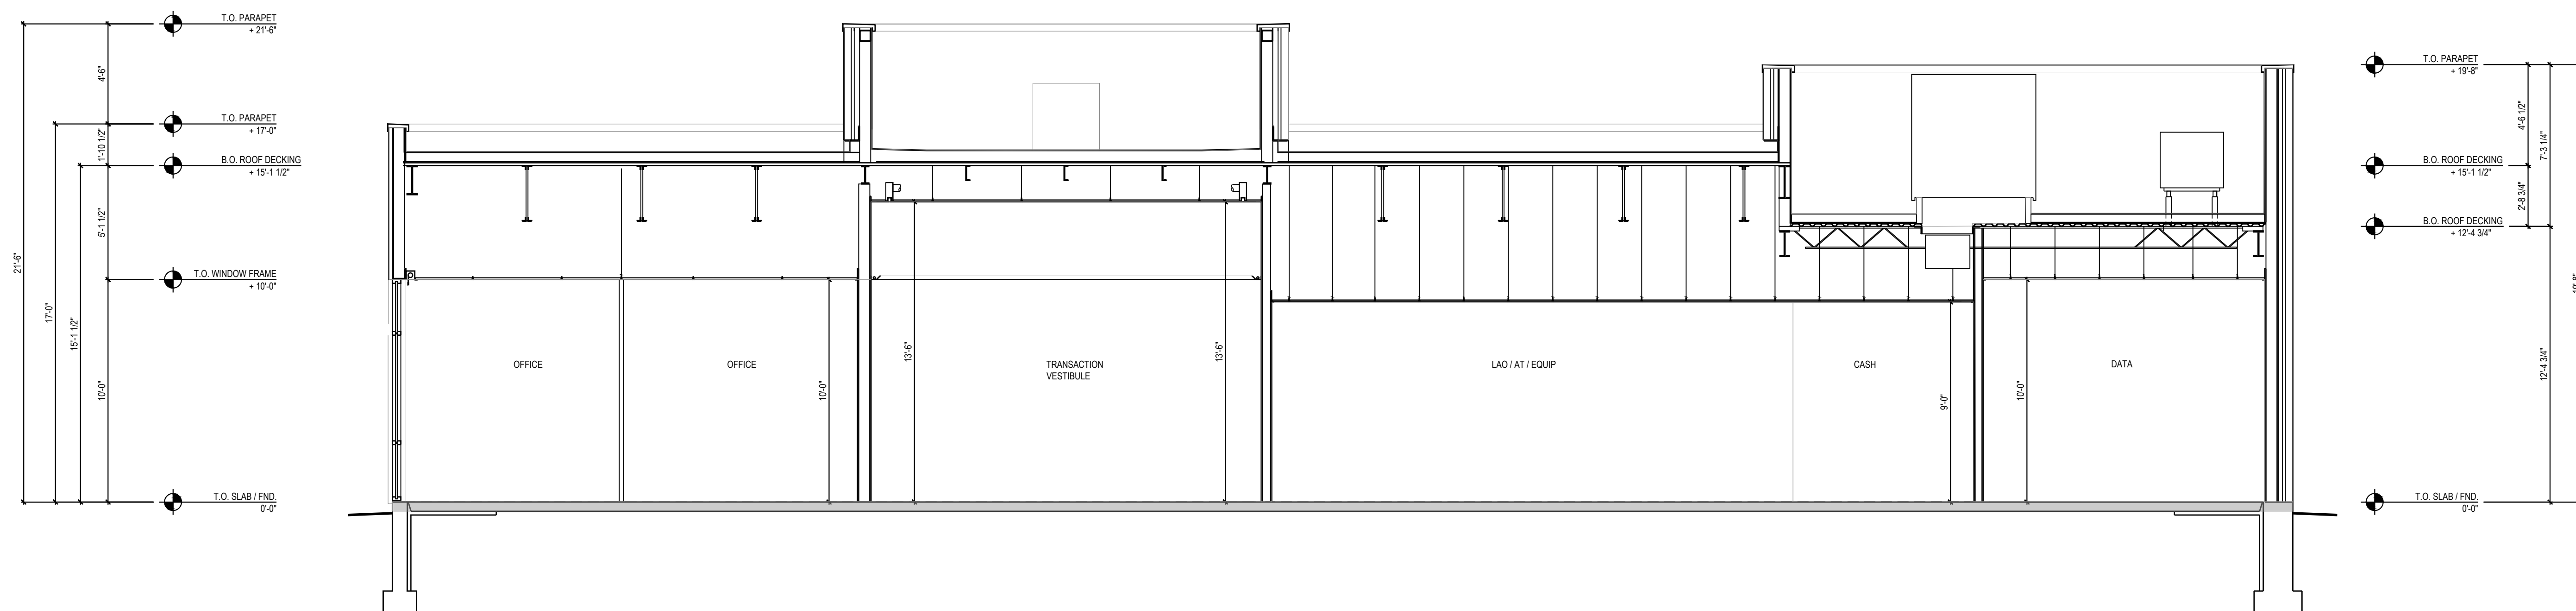 T.O. PARAPET
+ 21'-6"
T.O. PARAPET
+ 17'-0"
B.O. ROOF DECKING
+ 15'-1 1/2"
T.O. WINDOW FRAME
+ 10'-0"
T.O. SLAB / FND.
0'-0"
21'-6"
17'-0"
15'-1 1/2"
4'-6"
1'-10 1/2"
5'-1 1/2"
10'-0"
OFFICE
OFFICE
10'-0"
13'-6"
TRANSACTION
VESTIBULE
13'-6"
LAO / AT / EQUIP
CASH
9'-0"
10'-0"
DATA
T.O. PARAPET
+ 19'-8"
B.O. ROOF DECKING
+ 15'-1 1/2"
B.O. ROOF DECKING
+ 12'-4 3/4"
T.O. SLAB / FND.
0'-0"
4'-6 1/2"
2'-8 3/4"
7'-3 1/4"
12'-4 3/4"